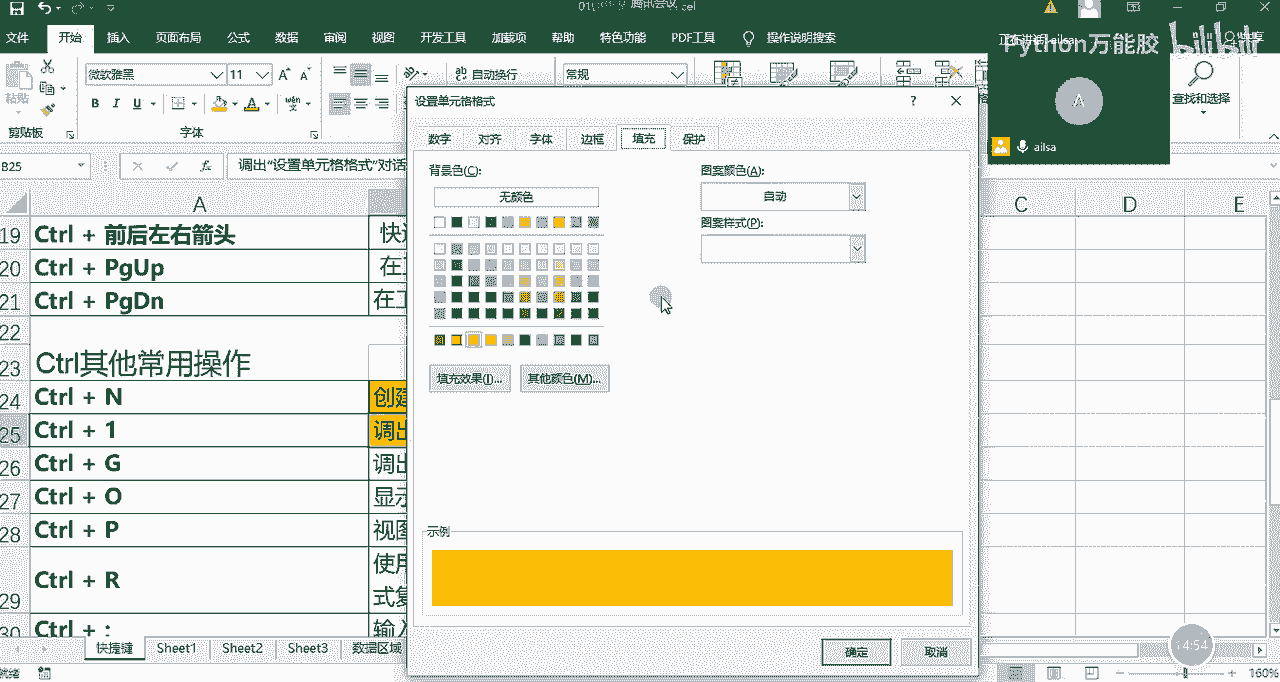 腾讯会议
文件 开始 插入 页面布局 公式 数据 审阅 视图 开发工具 加载项 帮助 特色功能 PDF工具 操作说明搜索
Python万能胶 bilibili
粘贴 微软雅黑 11 自动换行 常规 查找和选择
B I U
剪贴板 字体
A
ailsa
B25 fx 调出“设置单元格格式”对话
设置单元格格式 ?
数字 对齐 字体 边框 填充 保护
背景色(C):
无颜色
图案颜色(A):
自动
图案样式(P):
填充效果(I)... 其他颜色(M)...
示例
确定 取消
A C D E
19 Ctrl + 前后左右箭头
20 Ctrl + PgUp 在
21 Ctrl + PgDn 在工
22
23 Ctrl其他常用操作
24 Ctrl + N 创建
25 Ctrl + 1 调出
26 Ctrl + G 调出
27 Ctrl + O 显示
28 Ctrl + P 视图
29 Ctrl + R 使用
式复
30 Ctrl + ; 输入
快捷键 Sheet1 Sheet2 Sheet3 数据区域
就绪
14:54
160%